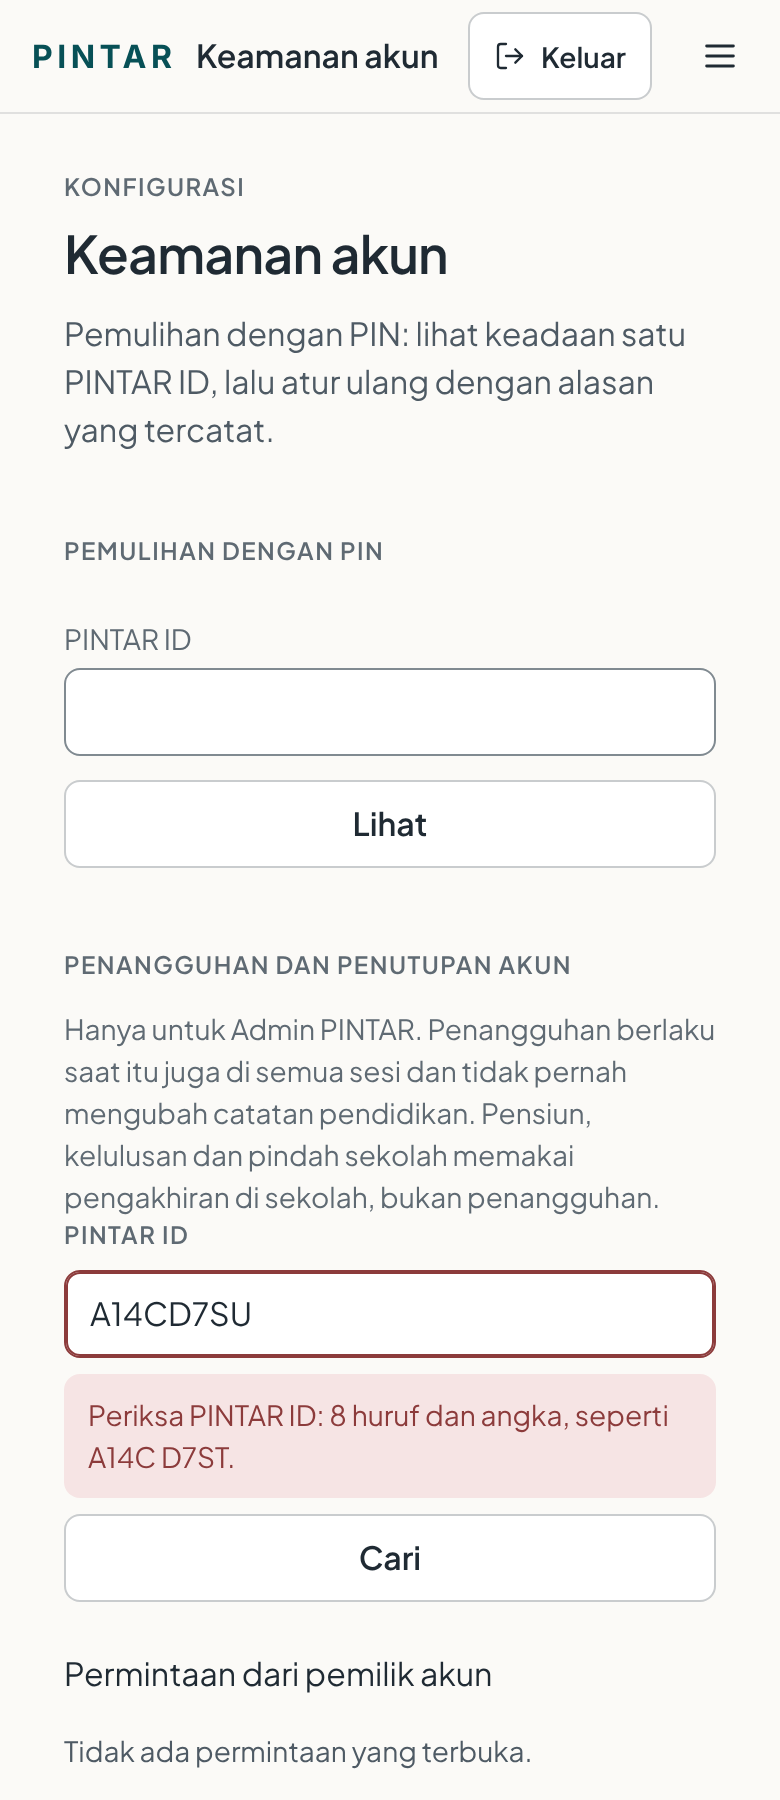 PINTAR Keamanan akun Keluar
KONFIGURASI
Keamanan akun
Pemulihan dengan PIN: lihat keadaan satu
PINTAR ID, lalu atur ulang dengan alasan
yang tercatat.
PEMULIHAN DENGAN PIN
PINTAR ID
Lihat
PENANGGUHAN DAN PENUTUPAN AKUN
Hanya untuk Admin PINTAR. Penangguhan berlaku
saat itu juga di semua sesi dan tidak pernah
mengubah catatan pendidikan. Pensiun,
kelulusan dan pindah sekolah memakai
pengakhiran di sekolah, bukan penangguhan.
PINTAR ID
A14CD7SU
Periksa PINTAR ID: 8 huruf dan angka, seperti
A14C D7ST.
Cari
Permintaan dari pemilik akun
Tidak ada permintaan yang terbuka.